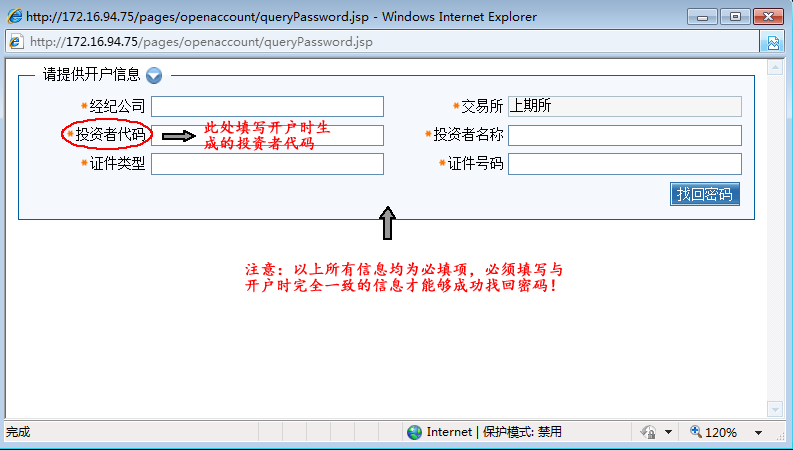 http://172.16.94.75/pages/openaccount/queryPassword.jsp - Windows Internet Explorer
http://172.16.94.75/pages/openaccount/queryPassword.jsp
请提供开户信息
*经纪公司
*交易所 上期所
*投资者代码
此处填写开户时生
成的投资者代码
*投资者名称
*证件类型
*证件号码
找回密码
注意：以上所有信息均为必填项，必须填写与
开户时完全一致的信息才能够成功找回密码！
完成
Internet | 保护模式: 禁用
120%